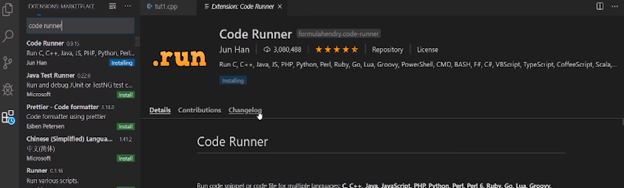 EXTENSIONS: MARKETPLACE
code runner
Code Runner 0.9.15
Run C, C++, Java, JS, PHP, Python, Perl...
Jun Han Installing
Java Test Runner 0.22.0
Run and debug JUnit or TestNG test c...
Microsoft Install
Prettier - Code formatter
Code formatter using prettier
Esben Petersen Install
Chinese (Simplified) Langua... 1.41.2
中文(简体)
Microsoft Install
Runner
Run various scripts.
tut1.cpp
Extension: Code Runner
.run
Code Runner formulahendry.code-runner
Jun Han 3,080,488 Repository License
Run C, C++, Java, JS, PHP, Python, Perl, Ruby, Go, Lua, Groovy, PowerShell, CMD, BASH, F#, C#, VBScript, TypeScript, CoffeeScript, Scala,...
Installing
Details Contributions Changelog
Code Runner
Run code snippet or code file for multiple languages: C, C++, Java, JavaScript, PHP, Python, Perl, Perl 6, Ruby, Go, Lua, Groovy,